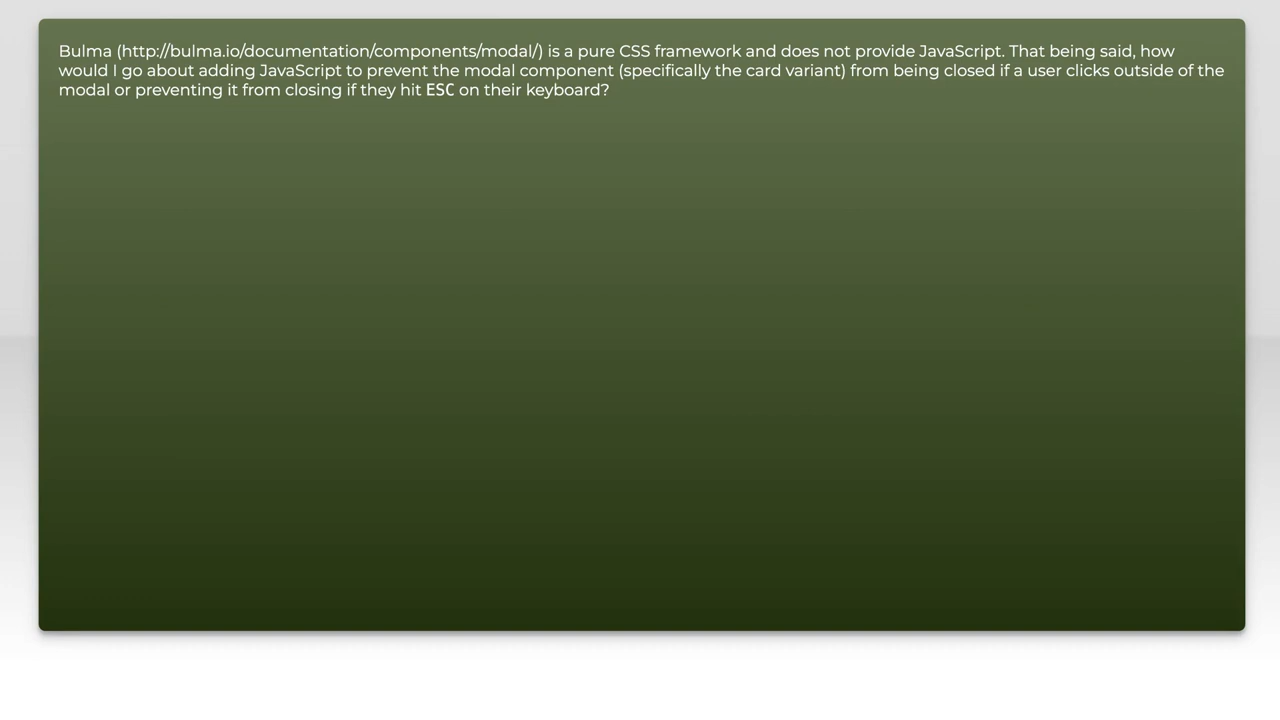 Bulma (http://bulma.io/documentation/components/modal/) is a pure CSS framework and does not provide JavaScript. That being said, how
would I go about adding JavaScript to prevent the modal component (specifically the card variant) from being closed if a user clicks outside of the
modal or preventing it from closing if they hit ESC on their keyboard?